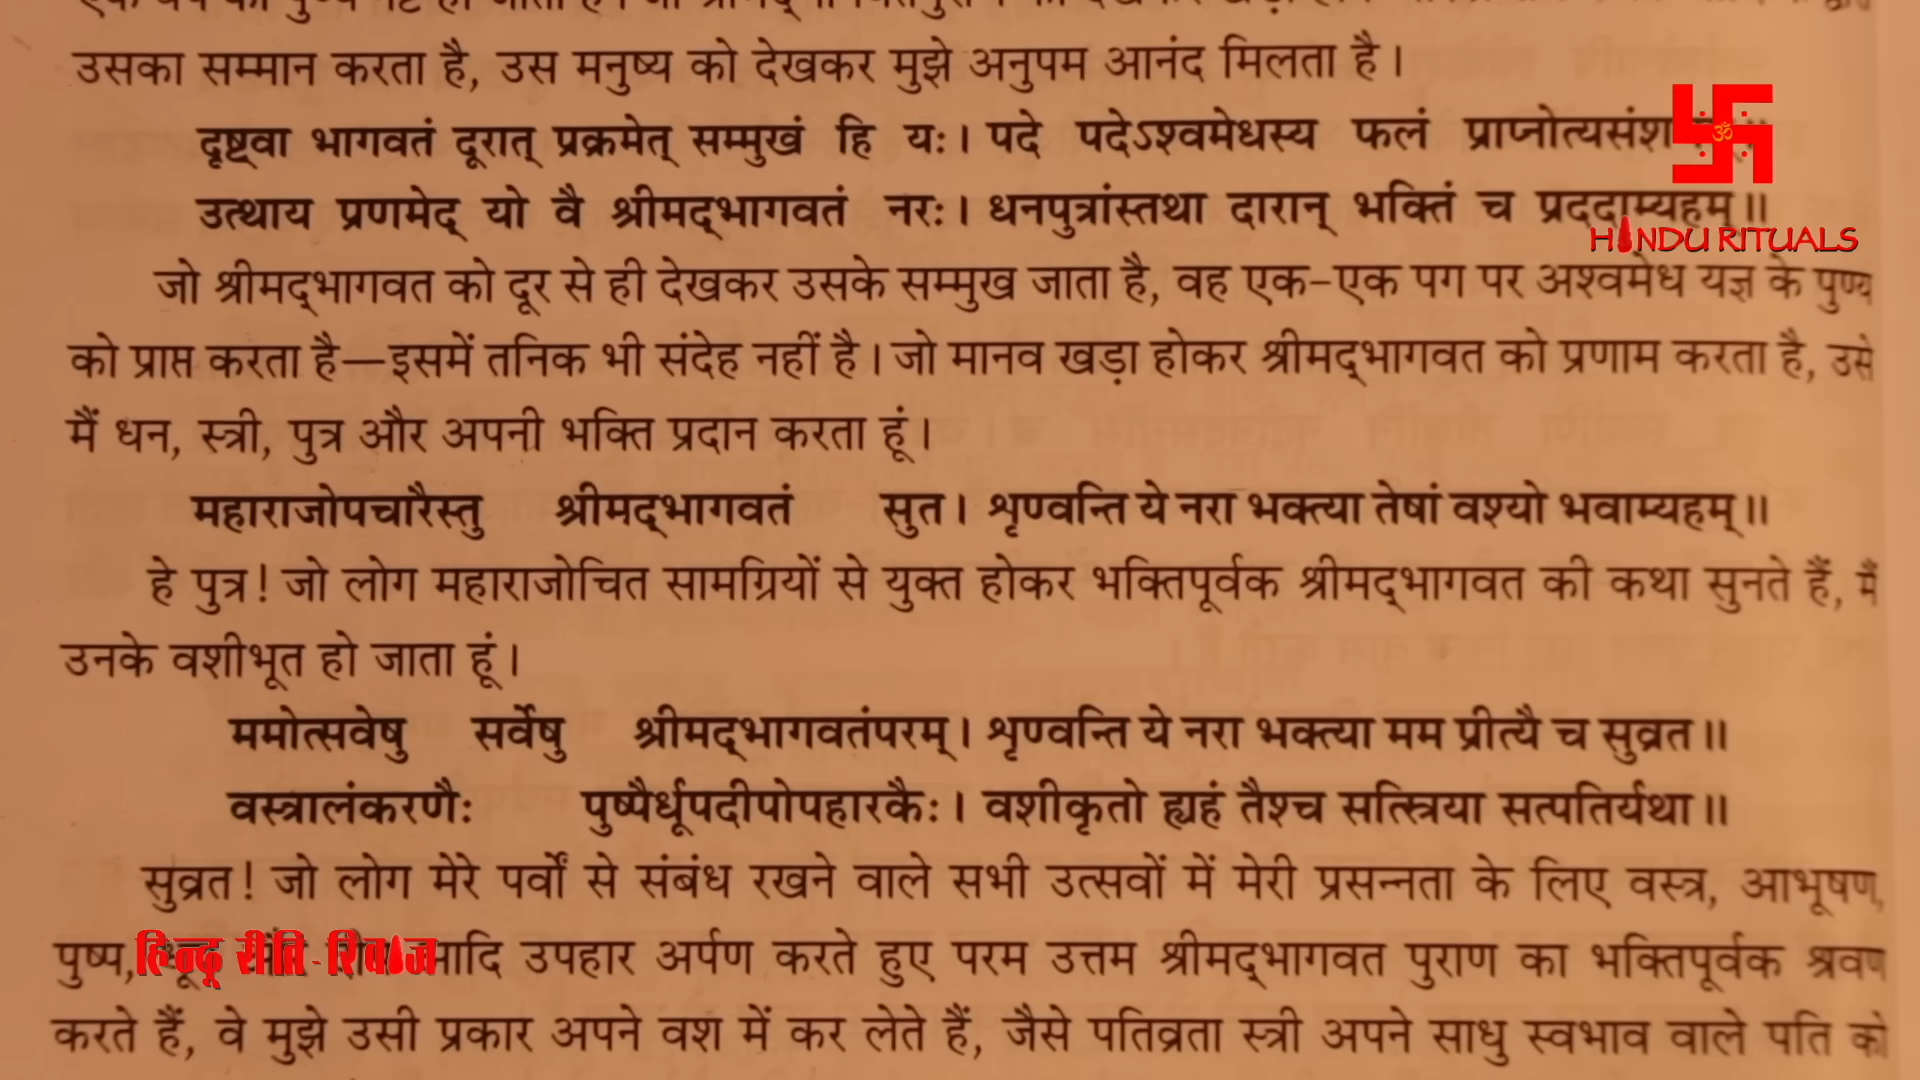 उसका सम्मान करता है, उस मनुष्य को देखकर मुझे अनुपम आनंद मिलता है।
दृष्ट्वा भागवतं दूरात् प्रक्रमेत् सम्मुखं हि यः। पदे पदेऽश्वमेधस्य फलं
उत्थाय प्रणमेद् यो वै श्रीमद्भागवतं नरः। धनपुत्रांस्तथा दारान् भक्तिं च प्रददाम्यहम्॥
HINDU RITUALS
जो श्रीमद्भागवत को दूर से ही देखकर उसके सम्मुख जाता है, वह एक-एक पग पर अश्वमेध यज्ञ के पुण्य
को प्राप्त करता है—इसमें तनिक भी संदेह नहीं है। जो मानव खड़ा होकर श्रीमद्भागवत को प्रणाम करता है, उसे
मैं धन, स्त्री, पुत्र और अपनी भक्ति प्रदान करता हूं।
महाराजोपचारैस्तु श्रीमद्भागवतं सुत। शृण्वन्ति ये नरा भक्त्या तेषां वश्यो भवाम्यहम्॥
हे पुत्र! जो लोग महाराजोचित सामग्रियों से युक्त होकर भक्तिपूर्वक श्रीमद्भागवत की कथा सुनते हैं, मैं
उनके वशीभूत हो जाता हूं।
ममोत्सवेषु सर्वेषु श्रीमद्भागवतंपरम्। शृण्वन्ति ये नरा भक्त्या मम प्रीत्यै च सुव्रत॥
वस्त्रालंकरणैः पुष्पैर्धूपदीपोपहारकैः। वशीकृतो ह्यहं तैश्च सत्स्त्रिया सत्पतिर्यथा॥
सुव्रत! जो लोग मेरे पर्वों से संबंध रखने वाले सभी उत्सवों में मेरी प्रसन्नता के लिए वस्त्र, आभूषण,
पुष्प, उपहार अर्पण करते हुए परम उत्तम श्रीमद्भागवत पुराण का भक्तिपूर्वक श्रवण
हिन्दू रीति-रिवाज
करते हैं, वे मुझे उसी प्रकार अपने वश में कर लेते हैं, जैसे पतिव्रता स्त्री अपने साधु स्वभाव वाले पति को